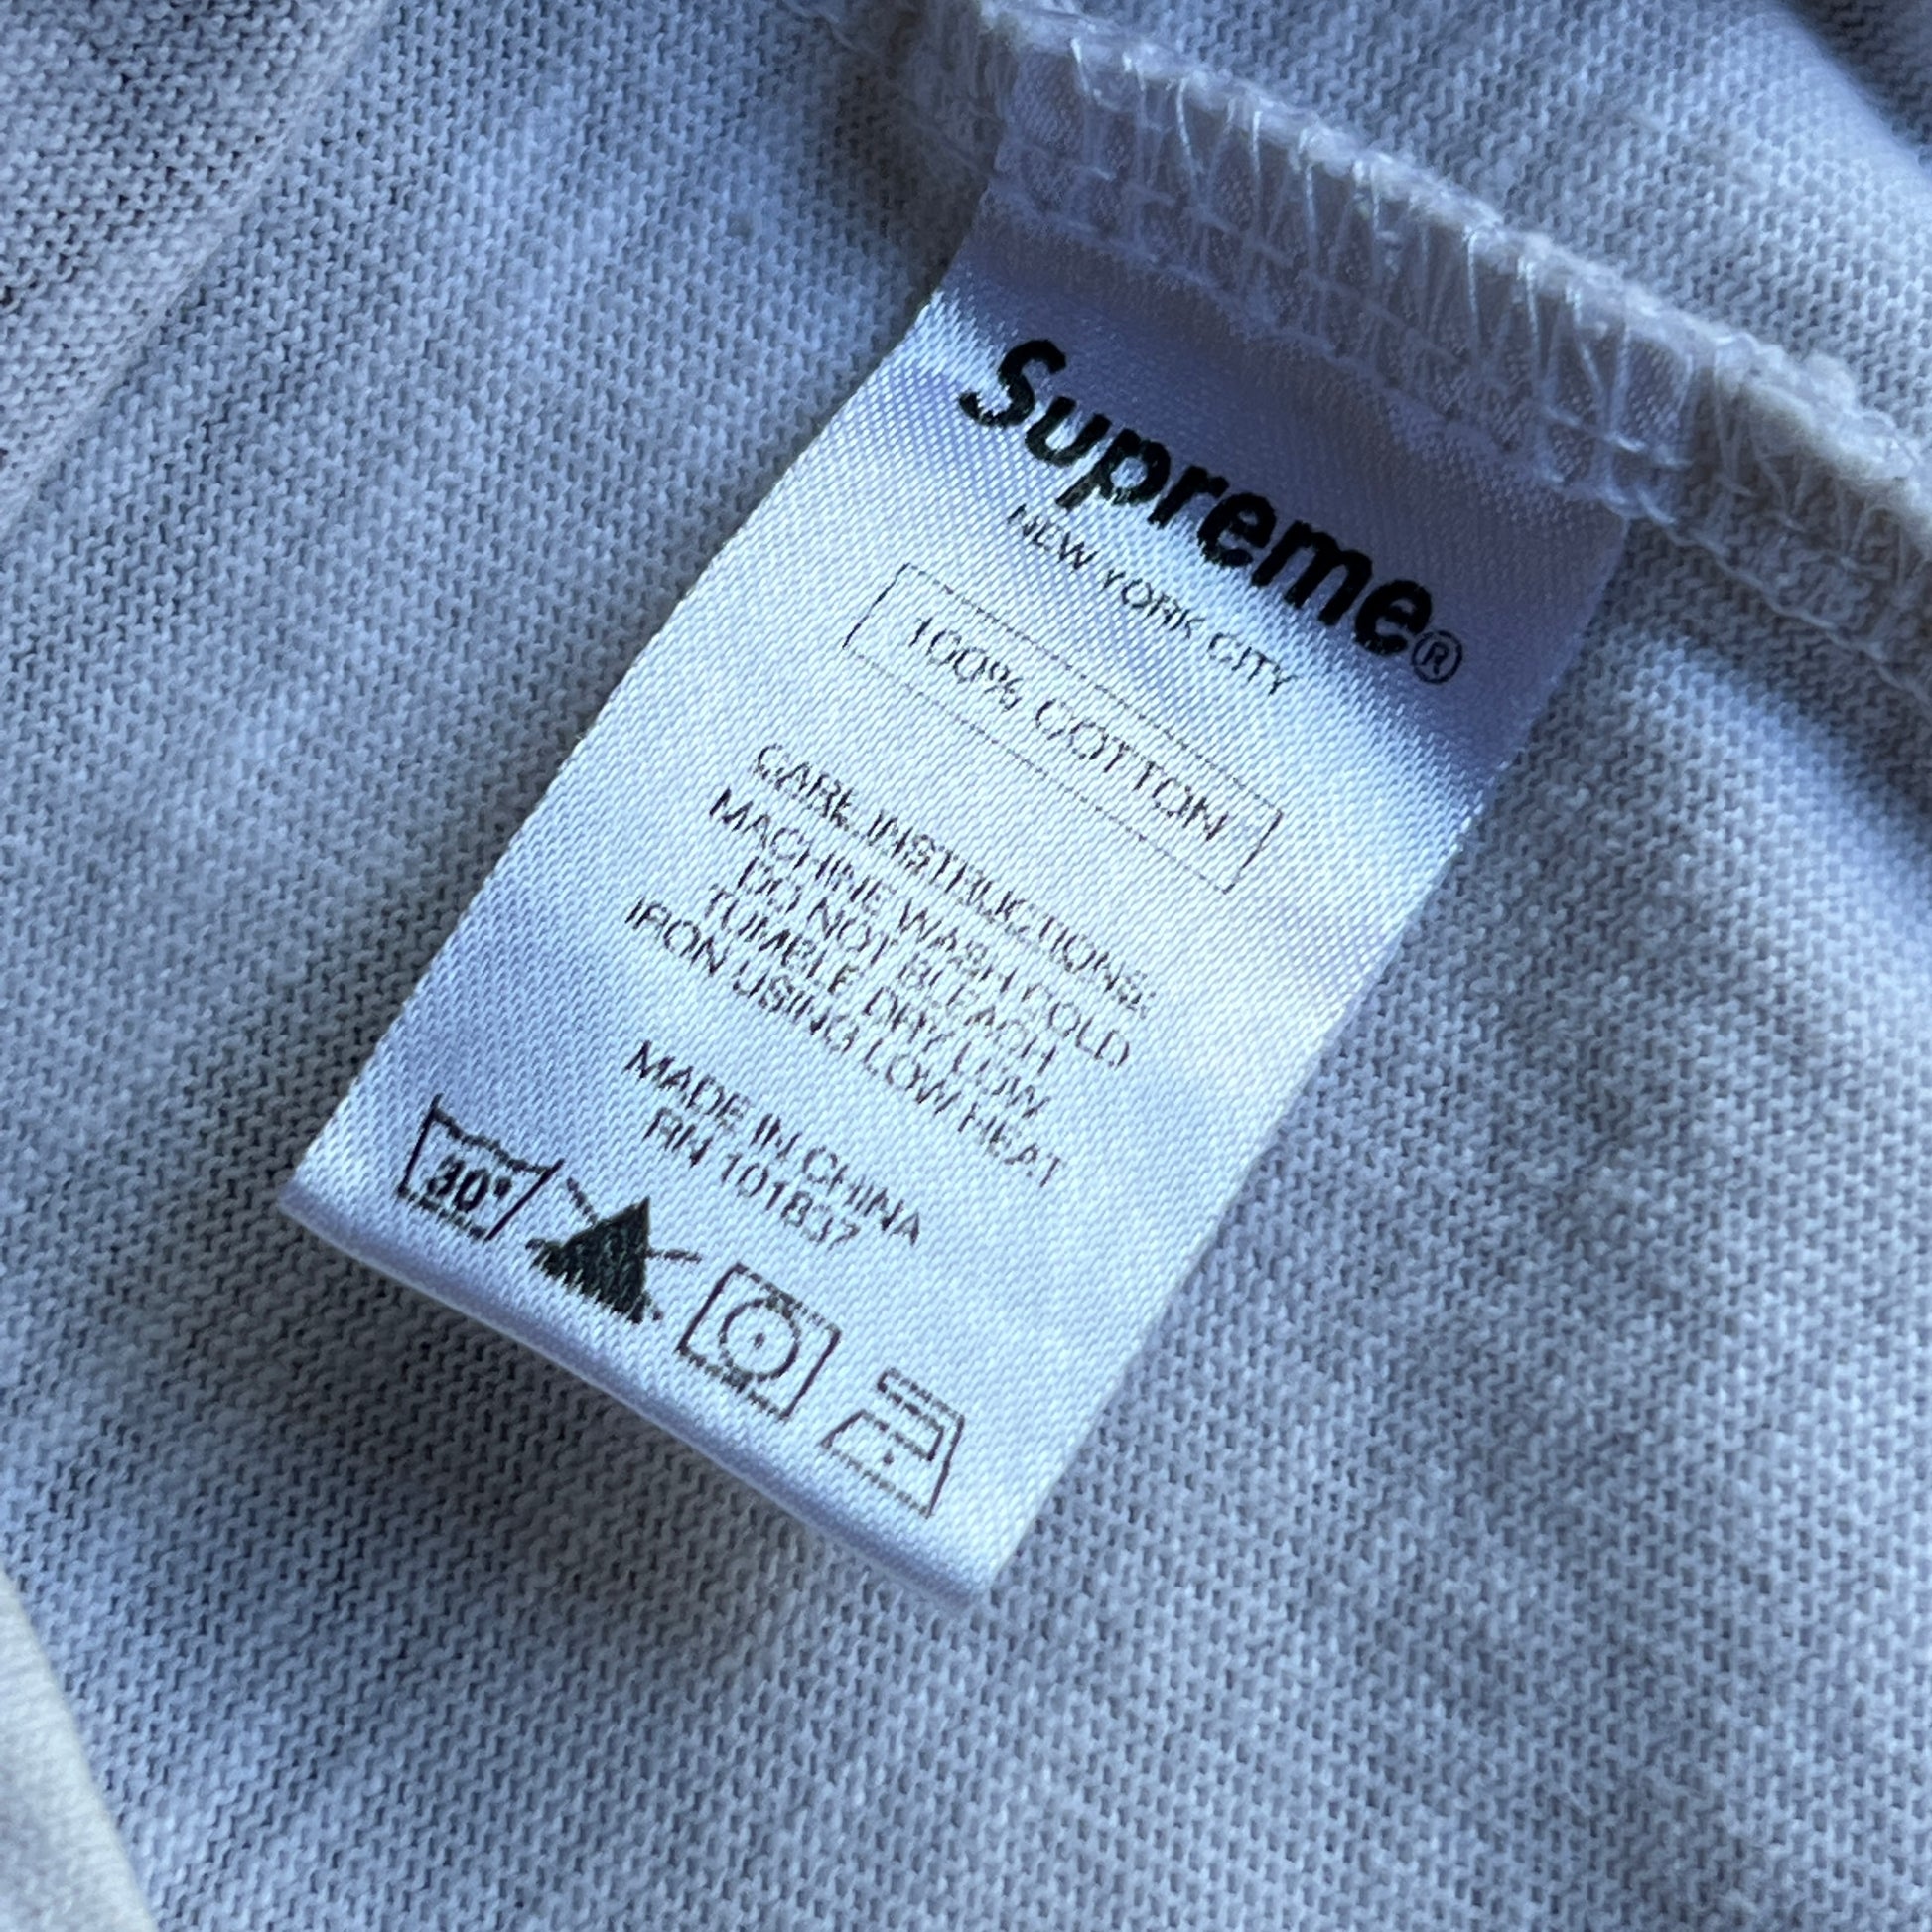 Supreme®
NEW YORK CITY
100% COTTON
CARE INSTRUCTIONS:
MACHINE WASH COLD
DO NOT BLEACH
TUMBLE DRY LOW
IRON USING LOW HEAT
MADE IN CHINA
RN 101837
30°